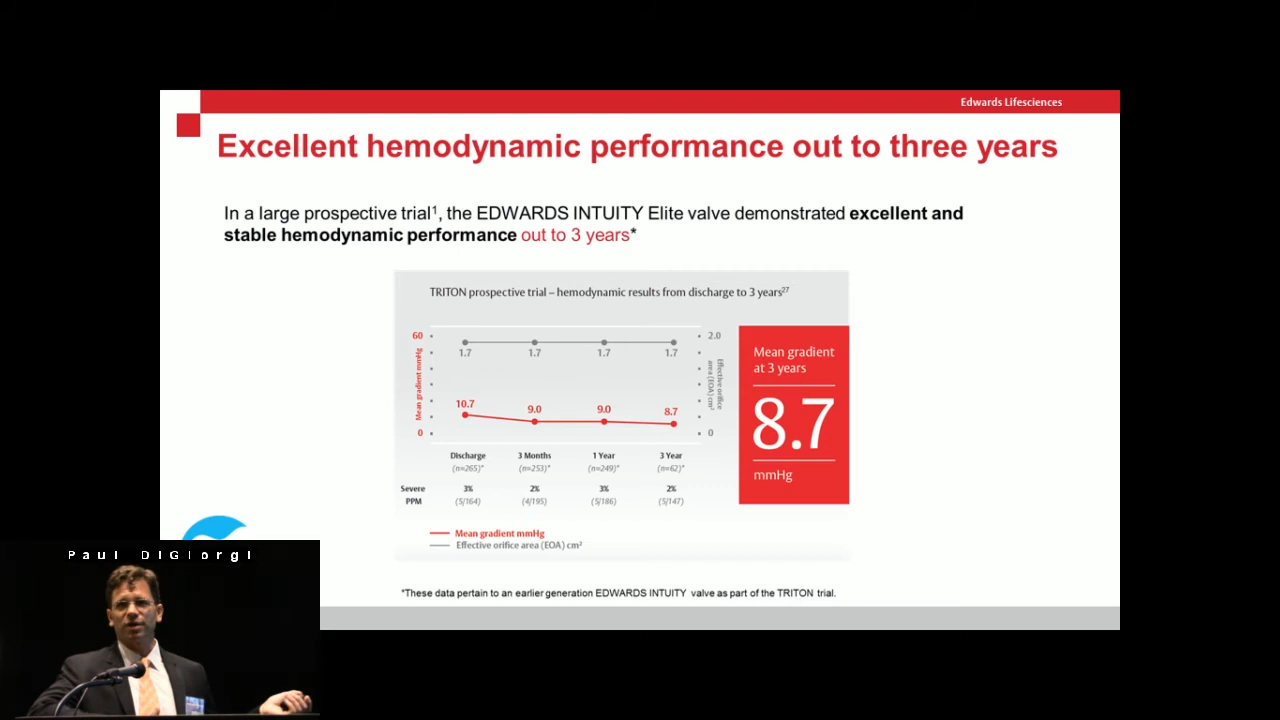 Edwards Lifesciences
Excellent hemodynamic performance out to three years
In a large prospective trial¹, the EDWARDS INTUITY Elite valve demonstrated excellent and
stable hemodynamic performance out to 3 years*
TRITON prospective trial – hemodynamic results from discharge to 3 years²⁷
60
0
Mean gradient mmHg
1.7 1.7 1.7 1.7
10.7 9.0 9.0 8.7
2.0
0
Effective orifice
area (EOA) cm²
Discharge 3 Months 1 Year 3 Year
(n=265)* (n=253)* (n=249)* (n=62)*
Severe 3% 2% 3% 2%
PPM (5/164) (4/195) (5/186) (5/147)
Mean gradient mmHg
Effective orifice area (EOA) cm²
Mean gradient
at 3 years
8.7
mmHg
*These data pertain to an earlier generation EDWARDS INTUITY valve as part of the TRITON trial.
Paul DiGiorgi